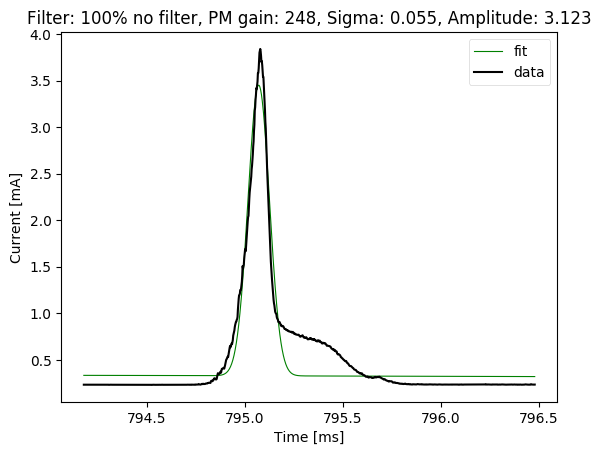 Filter: 100% no filter, PM gain: 248, Sigma: 0.055, Amplitude: 3.123
fit
data
Current [mA]
4.0
3.5
3.0
2.5
2.0
1.5
1.0
0.5
794.5
795.0
795.5
796.0
796.5
Time [ms]